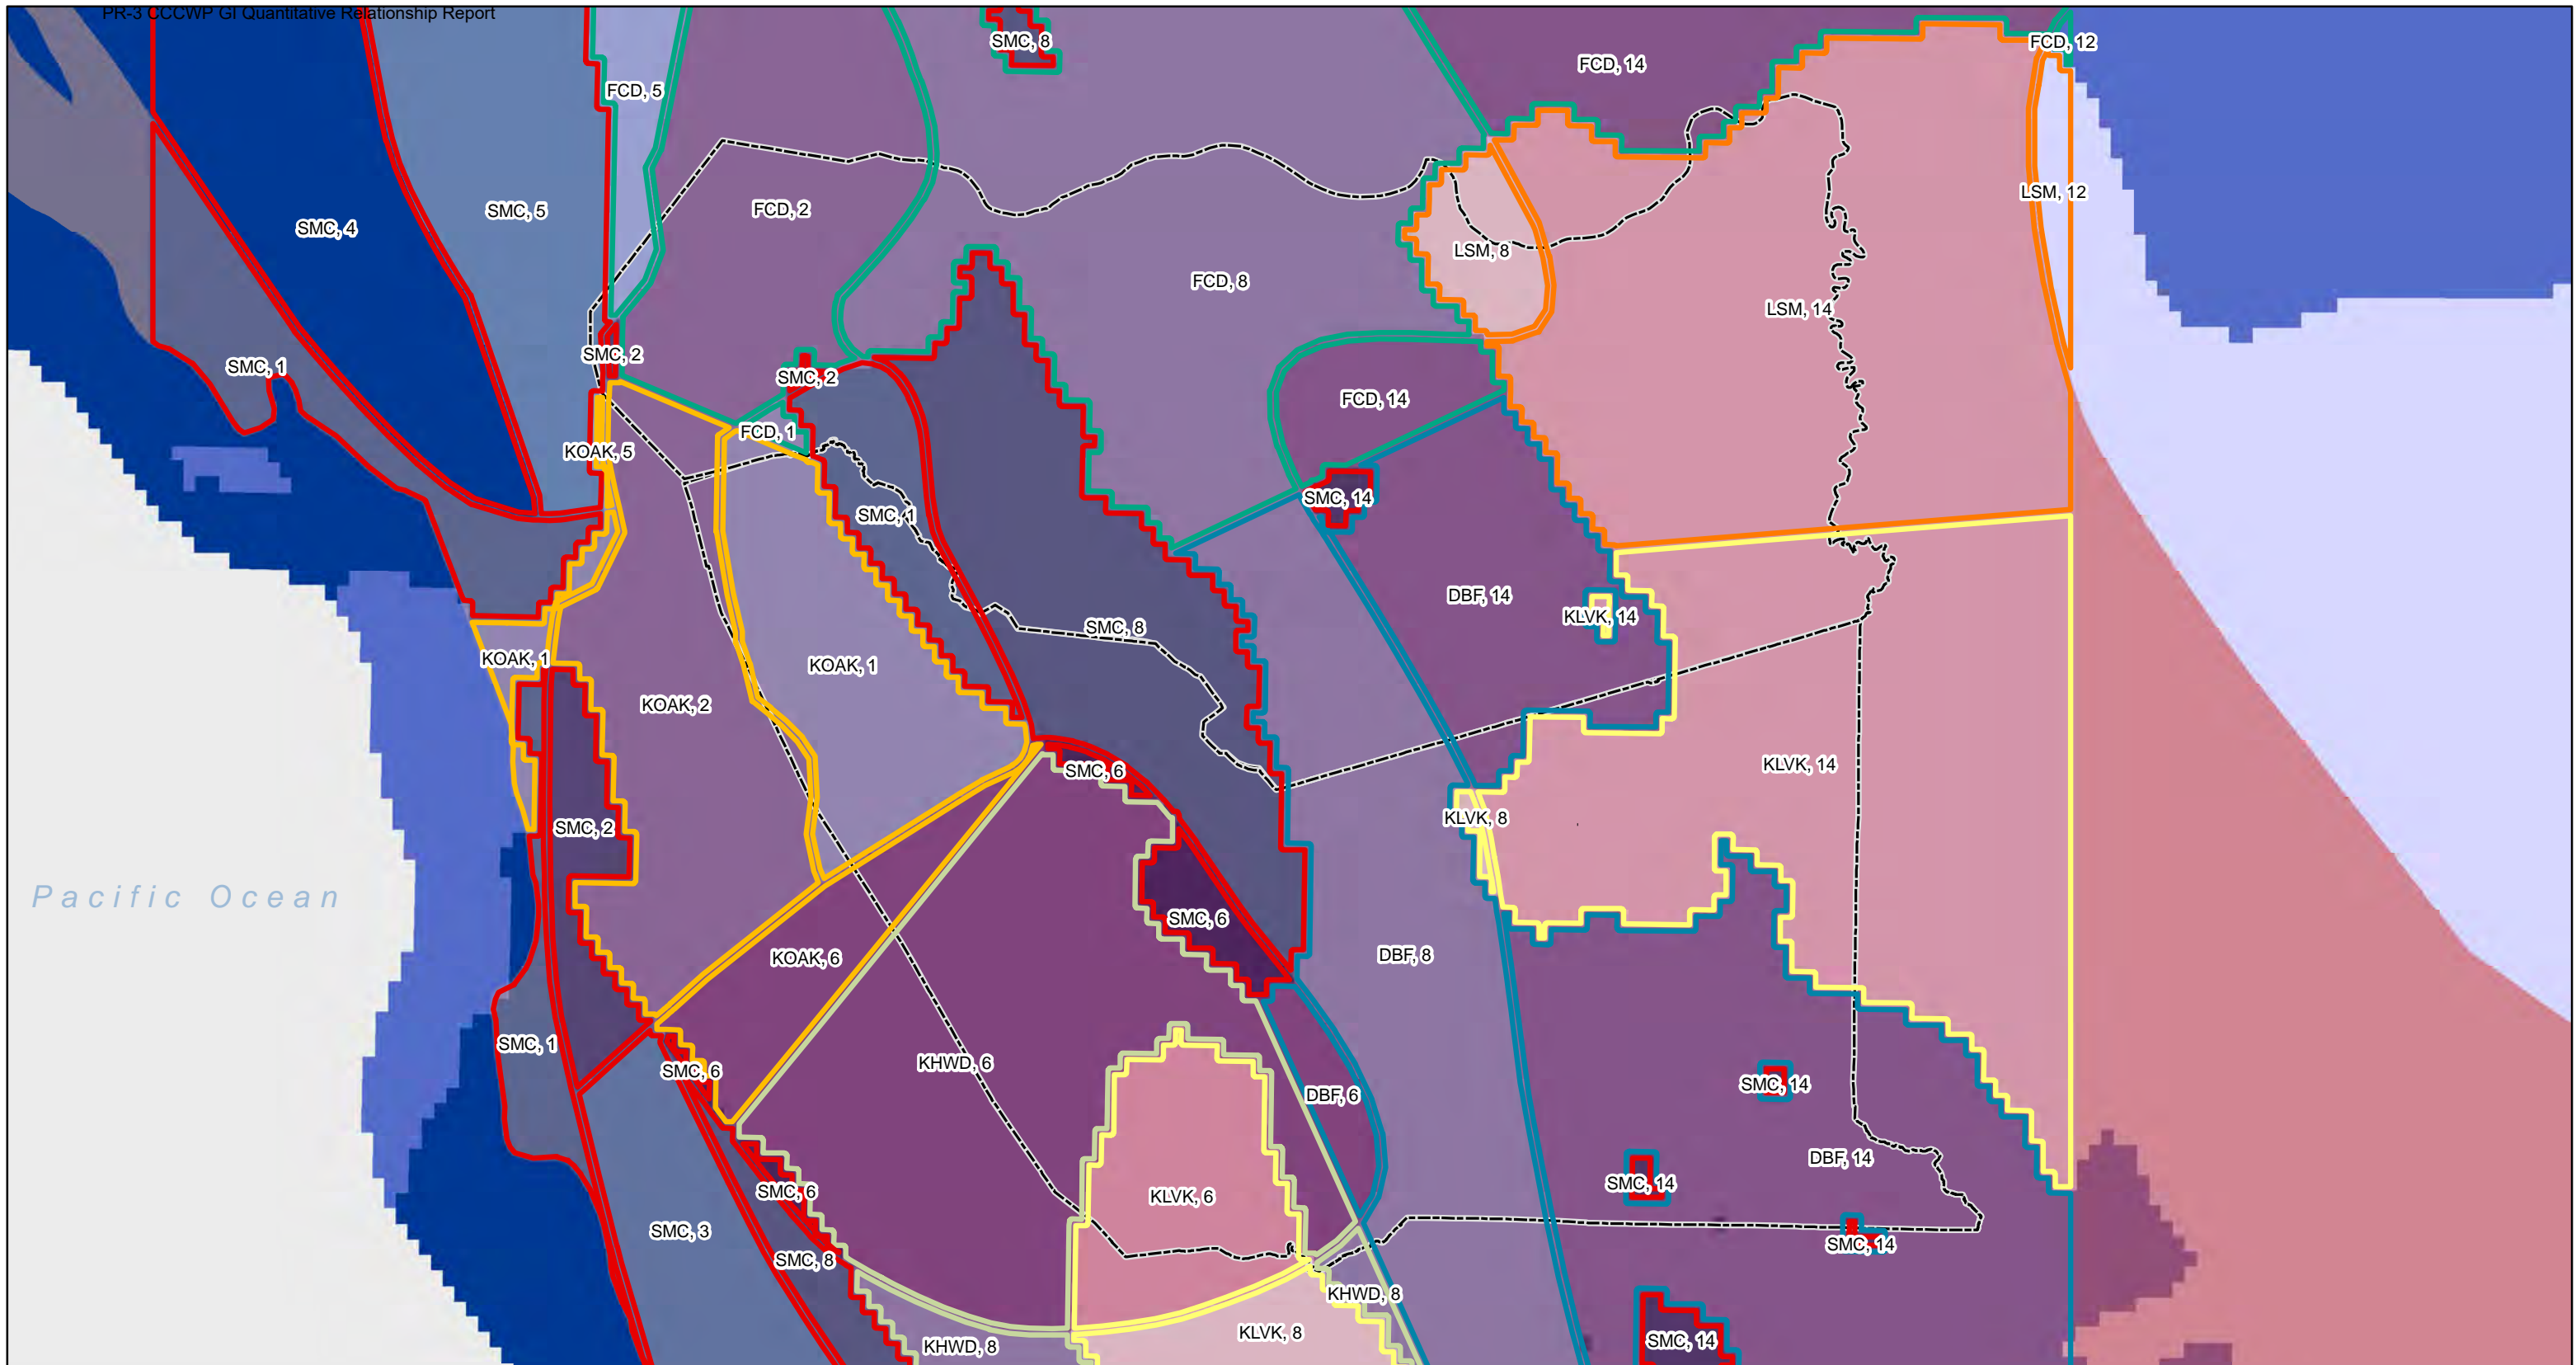 PR-3 CCCWP GI Quantitative Relationship Report
SMC, 8
FCD, 12
FCD, 14
FCD, 5
LSM, 12
FCD, 2
SMC, 5
SMC, 4
LSM, 8
FCD, 8
LSM, 14
SMC, 2
SMC, 1
SMC, 2
FCD, 14
FCD, 1
KOAK, 5
SMC, 14
SMC, 1
DBF, 14
KLVK, 14
SMC, 8
KOAK, 1
KOAK, 1
KOAK, 2
KLVK, 14
SMC, 6
KLVK, 8
SMC, 2
Pacific Ocean
SMC, 6
DBF, 8
KOAK, 6
SMC, 1
KHWD, 6
SMC, 6
SMC, 14
DBF, 6
DBF, 14
SMC, 14
SMC, 6
KLVK, 6
SMC, 3
SMC, 14
SMC, 8
KHWD, 8
KLVK, 8
SMC, 14
KHWD, 8